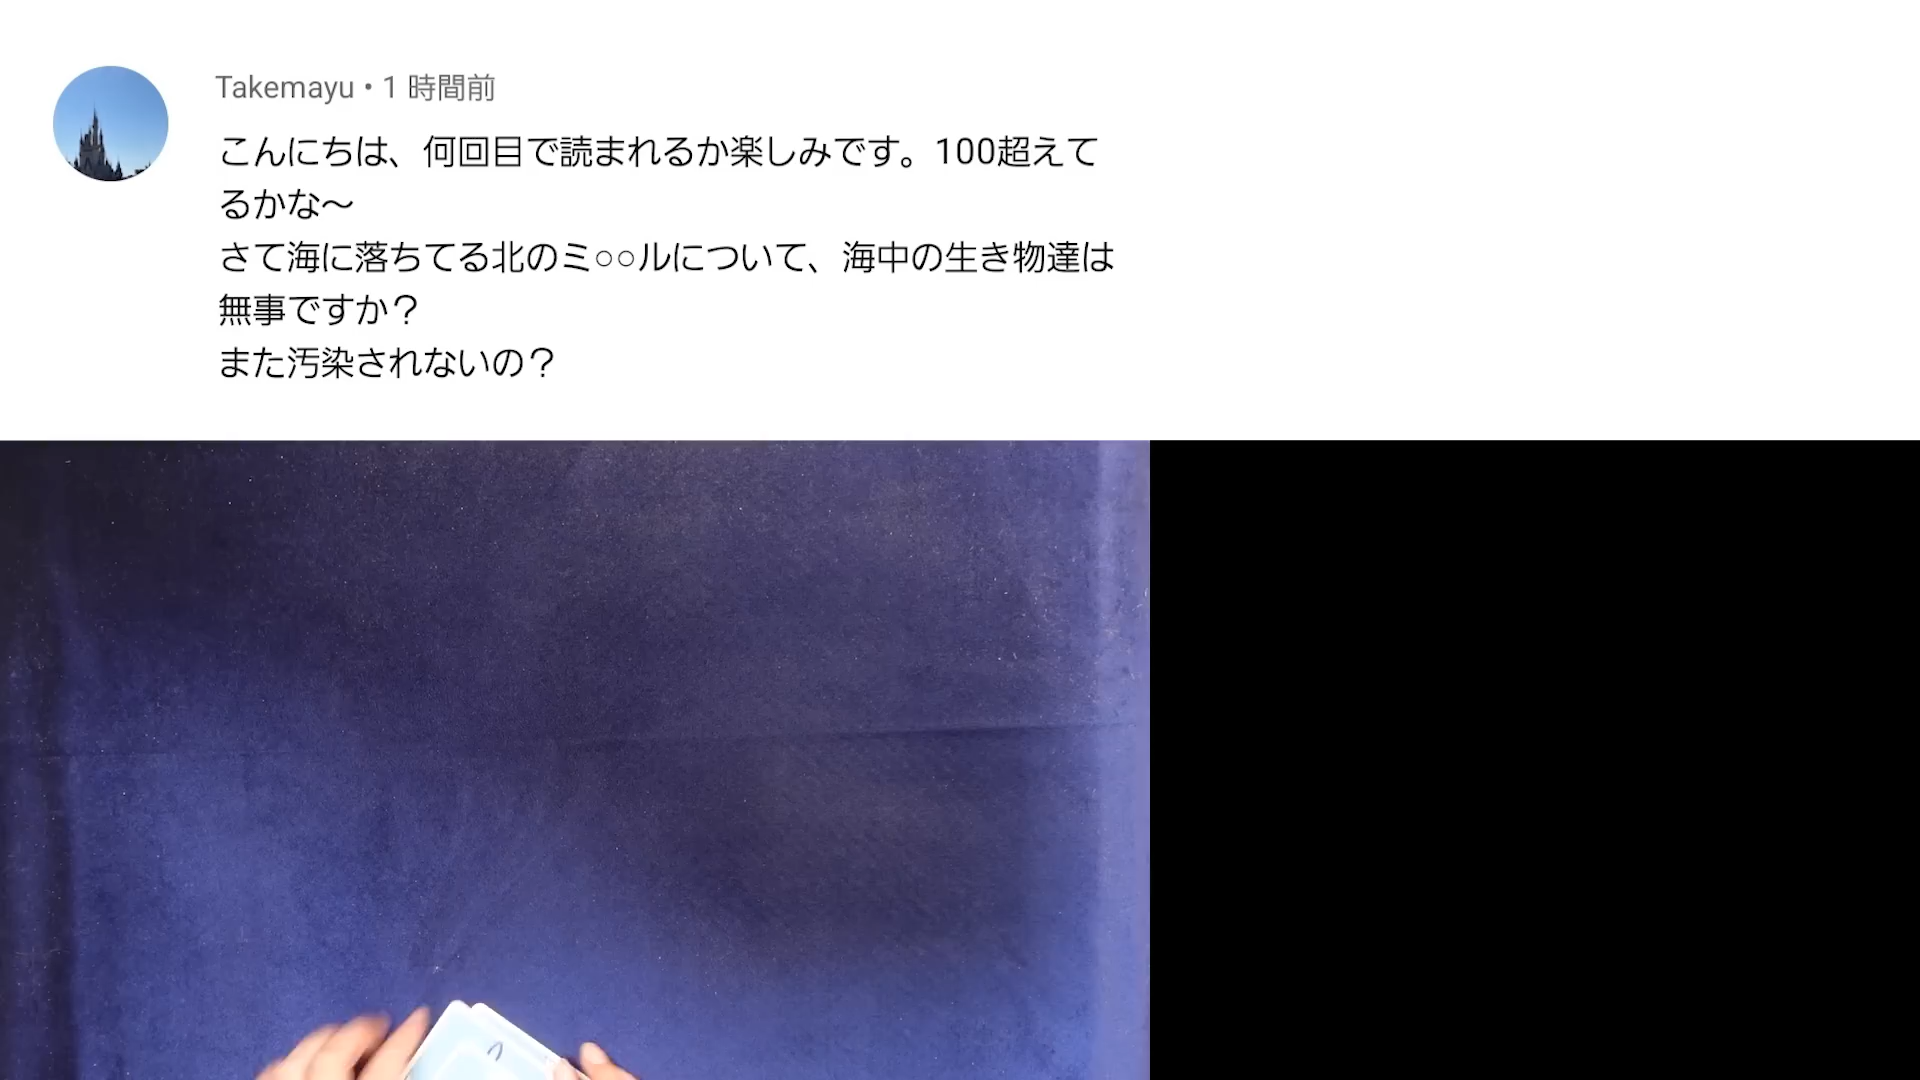 Takemayu • 1 時間前
こんにちは、何回目で読まれるか楽しみです。100超えて
るかな〜
さて海に落ちてる北のミ○○ルについて、海中の生き物達は
無事ですか？
また汚染されないの？